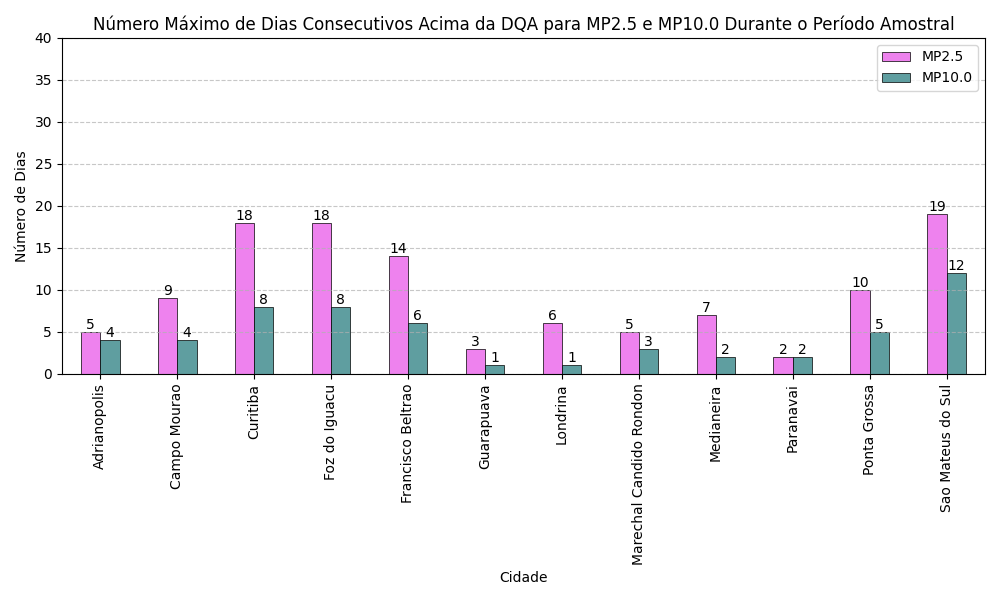 Número Máximo de Dias Consecutivos Acima da DQA para MP2.5 e MP10.0 Durante o Período Amostral
MP2.5
MP10.0
Número de Dias
40
35
30
25
20
15
10
5
0
5
4
9
4
18
8
18
8
14
6
3
1
6
1
5
3
7
2
2
2
10
5
19
12
Adrianopolis
Campo Mourao
Curitiba
Foz do Iguacu
Francisco Beltrao
Guarapuava
Londrina
Marechal Candido Rondon
Medianeira
Paranavai
Ponta Grossa
Sao Mateus do Sul
Cidade